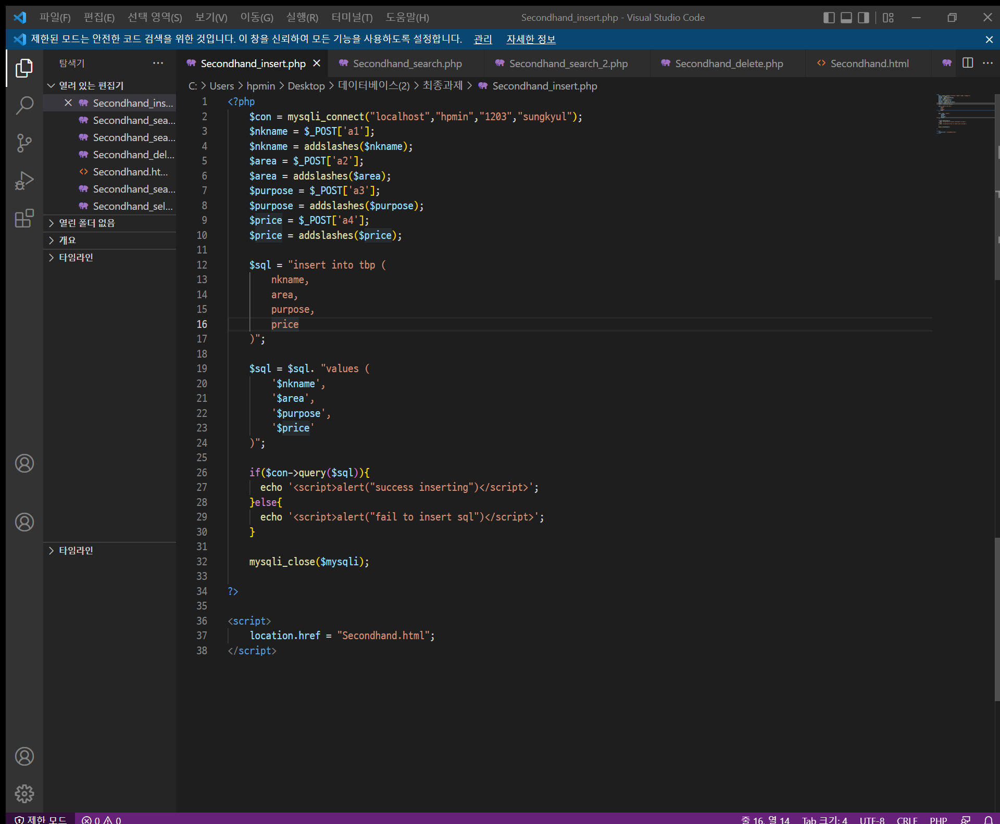 파일(F) 편집(E) 선택 영역(S) 보기(V) 이동(G) 실행(R) 터미널(T) 도움말(H) Secondhand_insert.php - Visual Studio Code
제한된 모드는 안전한 코드 검색을 위한 것입니다. 이 창을 신뢰하여 모든 기능을 사용하도록 설정합니다. 관리 자세한 정보
탐색기 ··· Secondhand_insert.php Secondhand_search.php Secondhand_search_2.php Secondhand_delete.php Secondhand.html
열려 있는 편집기
Secondhand_ins...
Secondhand_sea...
Secondhand_sea...
Secondhand_del...
Secondhand.ht...
Secondhand_sea...
Secondhand_sel...
열린 폴더 없음
개요
타임라인
타임라인
C: > Users > hpmin > Desktop > 데이터베이스(2) > 최종과제 > Secondhand_insert.php
1 <?php
2 $con = mysqli_connect("localhost","hpmin","1203","sungkyul");
3 $nkname = $_POST['a1'];
4 $nkname = addslashes($nkname);
5 $area = $_POST['a2'];
6 $area = addslashes($area);
7 $purpose = $_POST['a3'];
8 $purpose = addslashes($purpose);
9 $price = $_POST['a4'];
10 $price = addslashes($price);
11
12 $sql = "insert into tbp (
13 nkname,
14 area,
15 purpose,
16 price
17 )";
18
19 $sql = $sql. "values (
20 '$nkname',
21 '$area',
22 '$purpose',
23 '$price'
24 )";
25
26 if($con->query($sql)){
27 echo '<script>alert("success inserting")</script>';
28 }else{
29 echo '<script>alert("fail to insert sql")</script>';
30 }
31
32 mysqli_close($mysqli);
33
34 ?>
35
36 <script>
37 location.href = "Secondhand.html";
38 </script>
제한 모드 0 0 줄 16, 열 14 Tab 크기: 4 UTF-8 CRLF PHP